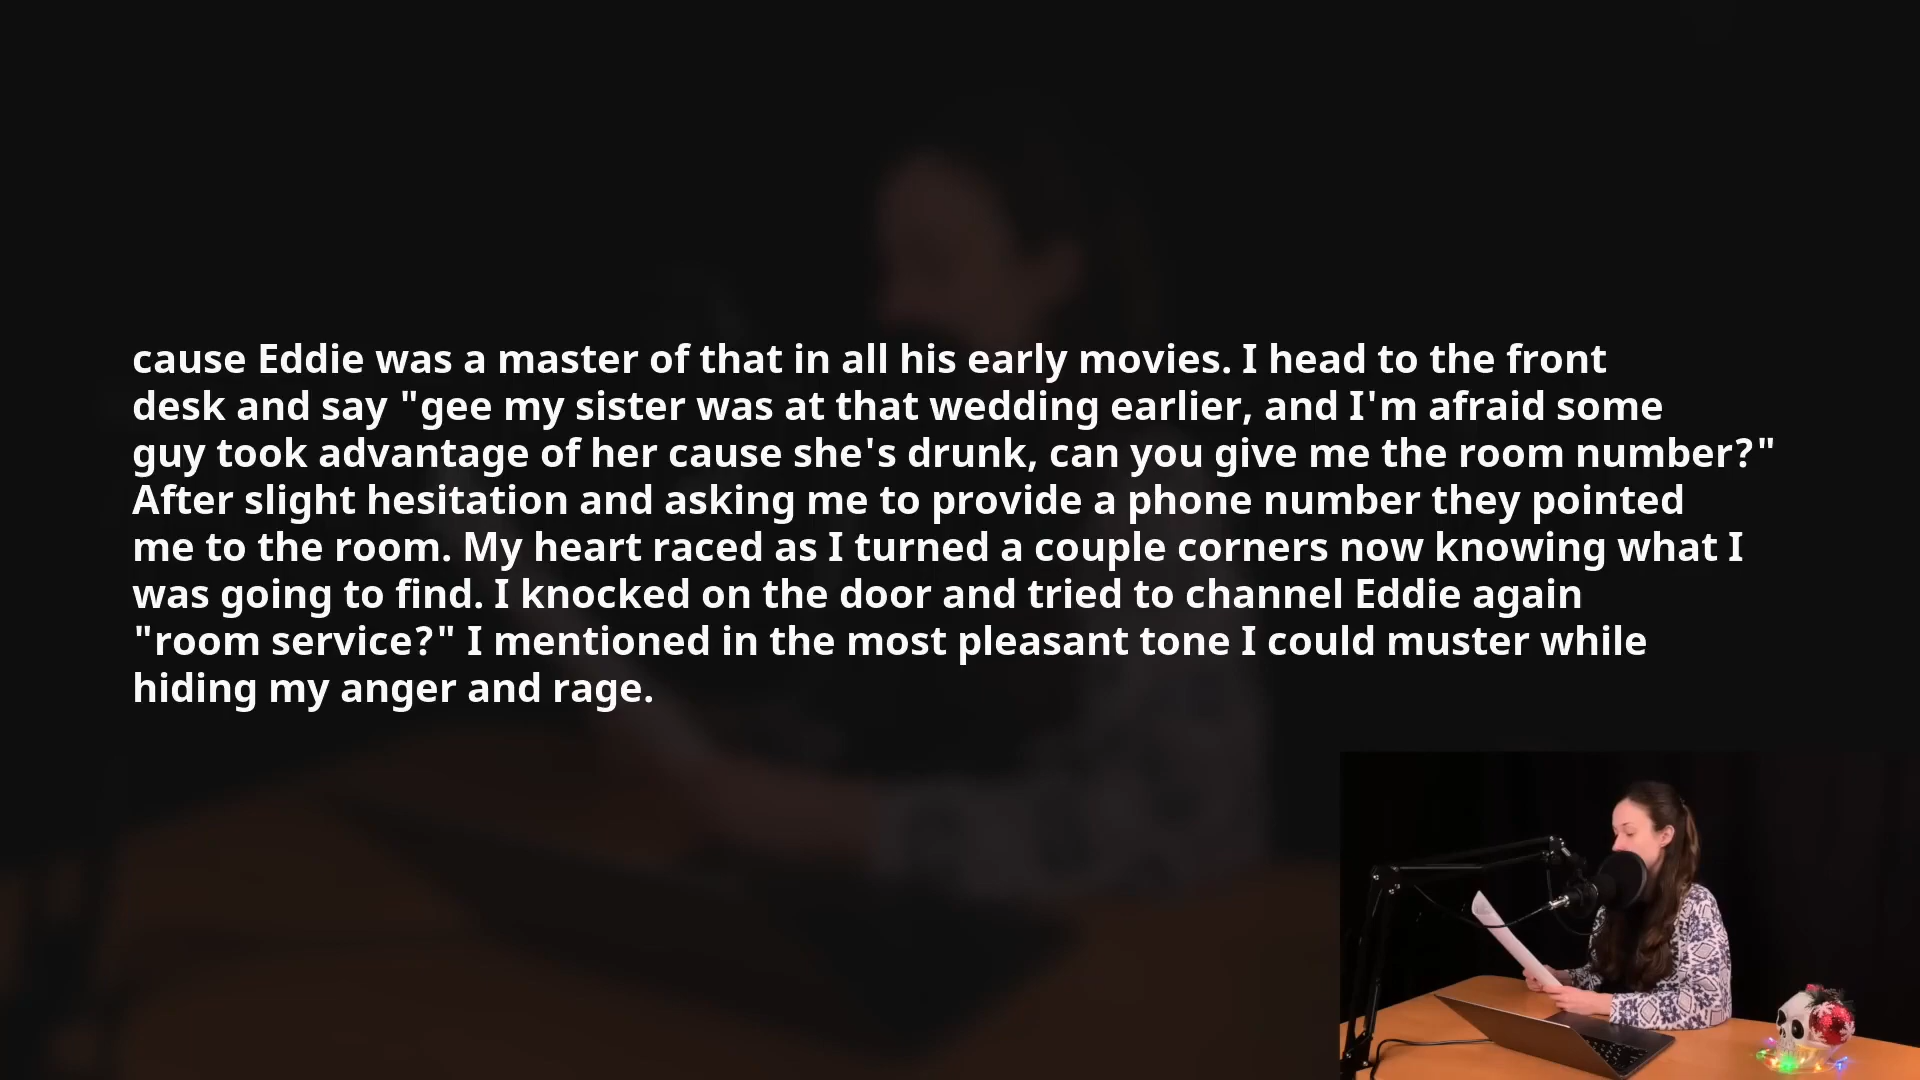 cause Eddie was a master of that in all his early movies. I head to the front
desk and say "gee my sister was at that wedding earlier, and I'm afraid some
guy took advantage of her cause she's drunk, can you give me the room number?"
After slight hesitation and asking me to provide a phone number they pointed
me to the room. My heart raced as I turned a couple corners now knowing what I
was going to find. I knocked on the door and tried to channel Eddie again
"room service?" I mentioned in the most pleasant tone I could muster while
hiding my anger and rage.